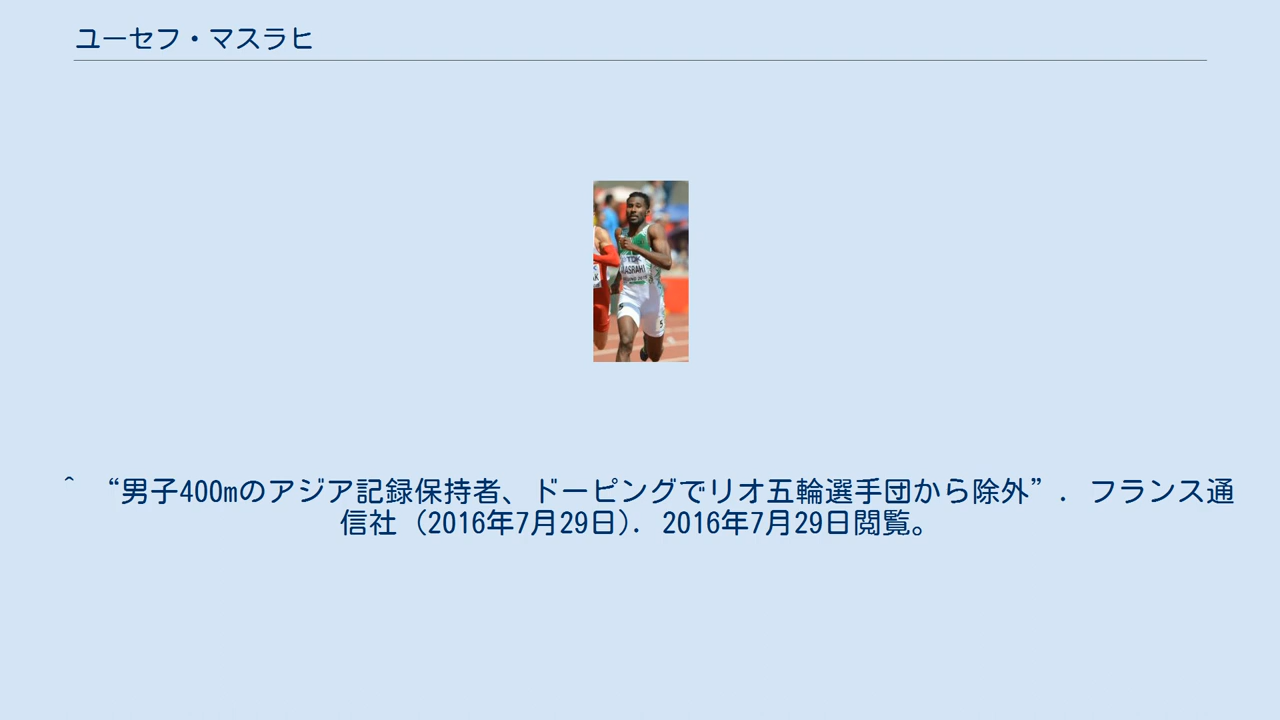 ユーセフ・マスラヒ
TDK
MASRAHI
^ “男子400mのアジア記録保持者、ドーピングでリオ五輪選手団から除外”. フランス通
信社 (2016年7月29日). 2016年7月29日閲覧。